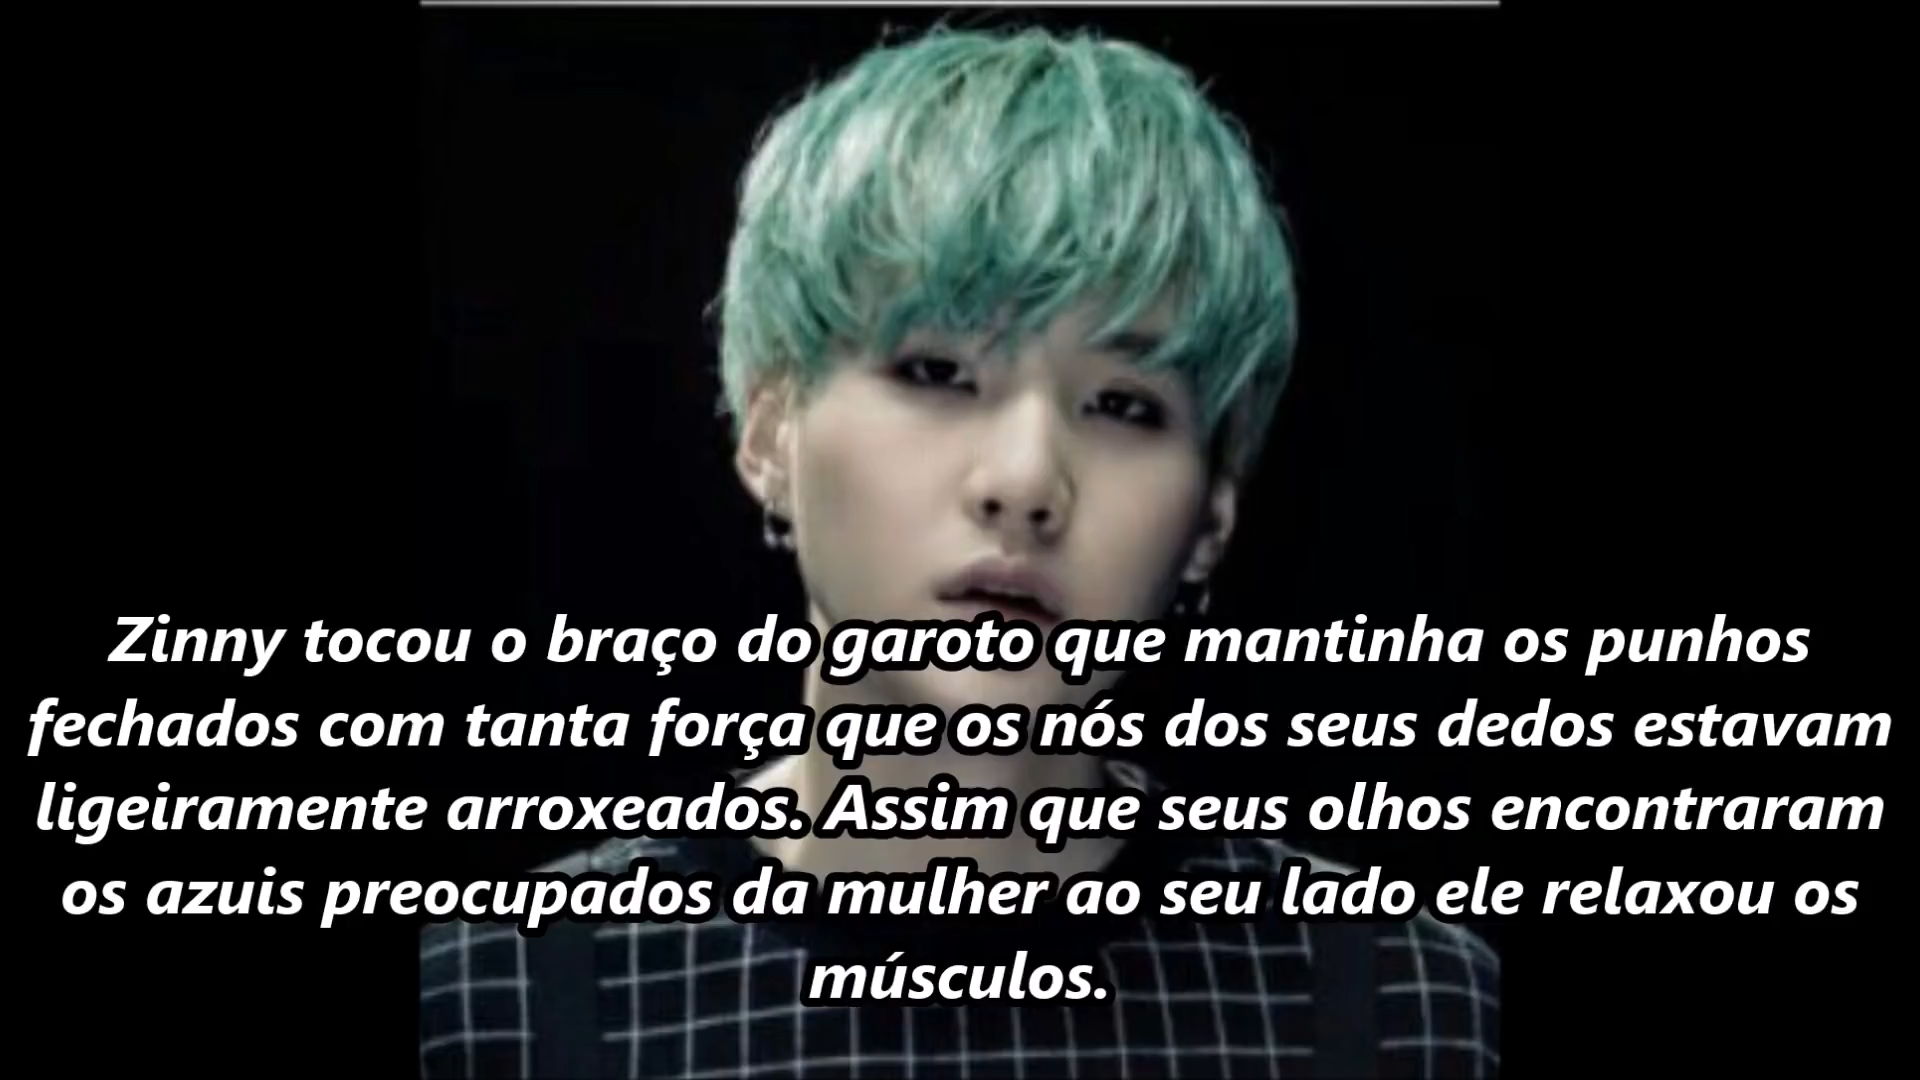 Zinny tocou o braço do garoto que mantinha os punhos
fechados com tanta força que os nós dos seus dedos estavam
ligeiramente arroxeados. Assim que seus olhos encontraram
os azuis preocupados da mulher ao seu lado ele relaxou os
músculos.